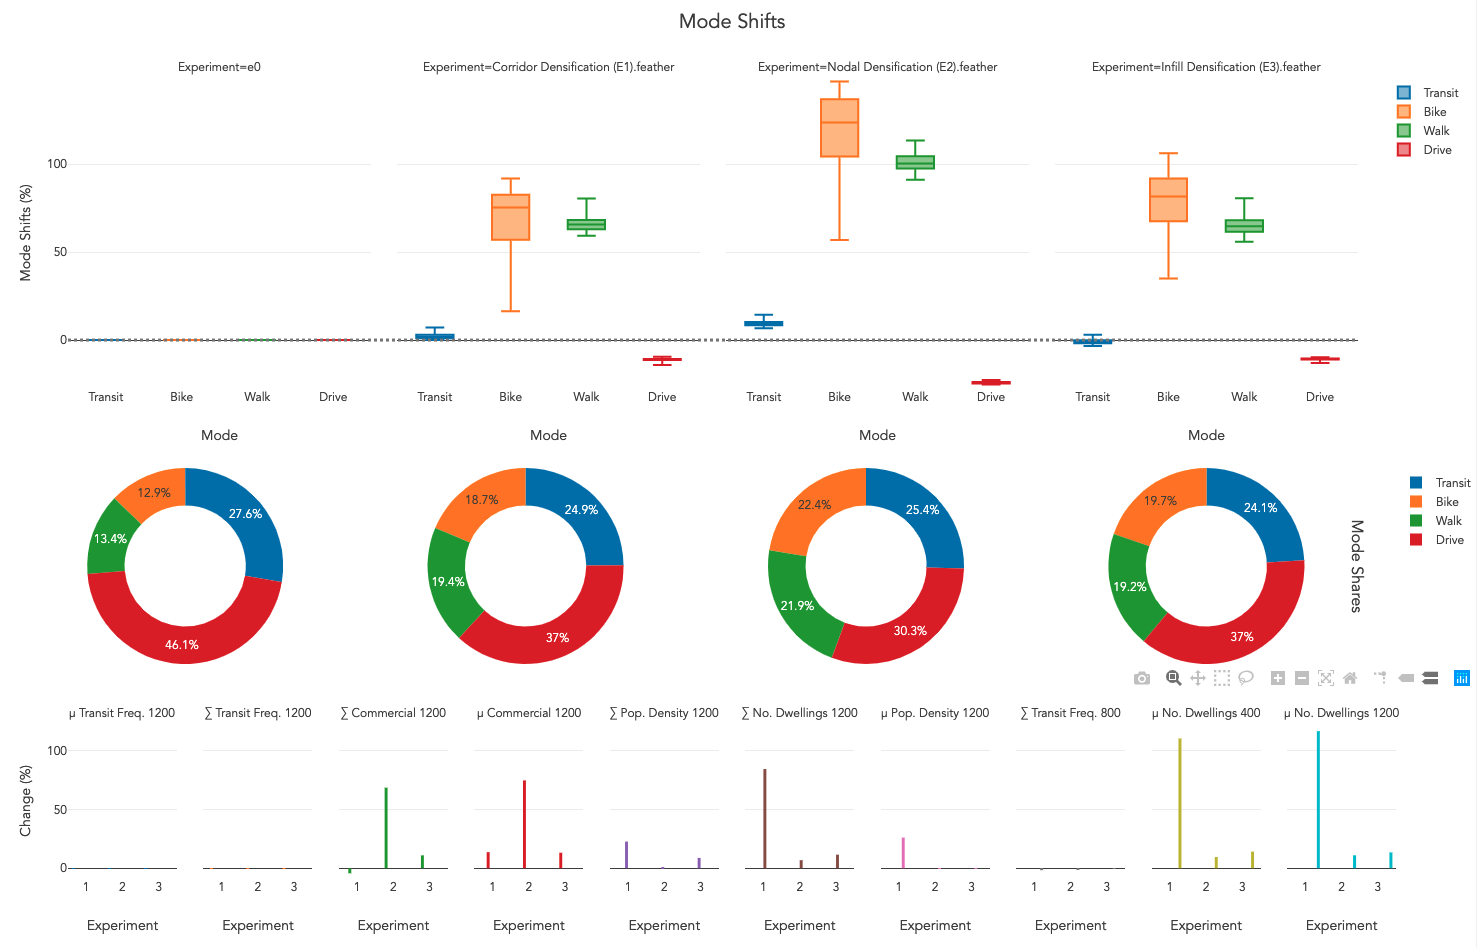 Mode Shifts
Experiment=e0
Experiment=Corridor Densification (E1).feather
Experiment=Nodal Densification (E2).feather
Experiment=Infill Densification (E3).feather
Transit
Bike
Walk
Drive
Mode Shifts (%)
100
50
0
Transit Bike Walk Drive
Transit Bike Walk Drive
Transit Bike Walk Drive
Transit Bike Walk Drive
Mode
Mode
Mode
Mode
12.9%
27.6%
13.4%
46.1%
18.7%
24.9%
19.4%
37%
22.4%
25.4%
21.9%
30.3%
19.7%
24.1%
19.2%
37%
Transit
Bike
Walk
Drive
Mode Shares
μ Transit Freq. 1200
∑ Transit Freq. 1200
∑ Commercial 1200
μ Commercial 1200
∑ Pop. Density 1200
∑ No. Dwellings 1200
μ Pop. Density 1200
∑ Transit Freq. 800
μ No. Dwellings 400
μ No. Dwellings 1200
Change (%)
100
50
0
1 2 3
1 2 3
1 2 3
1 2 3
1 2 3
1 2 3
1 2 3
1 2 3
1 2 3
1 2 3
Experiment
Experiment
Experiment
Experiment
Experiment
Experiment
Experiment
Experiment
Experiment
Experiment